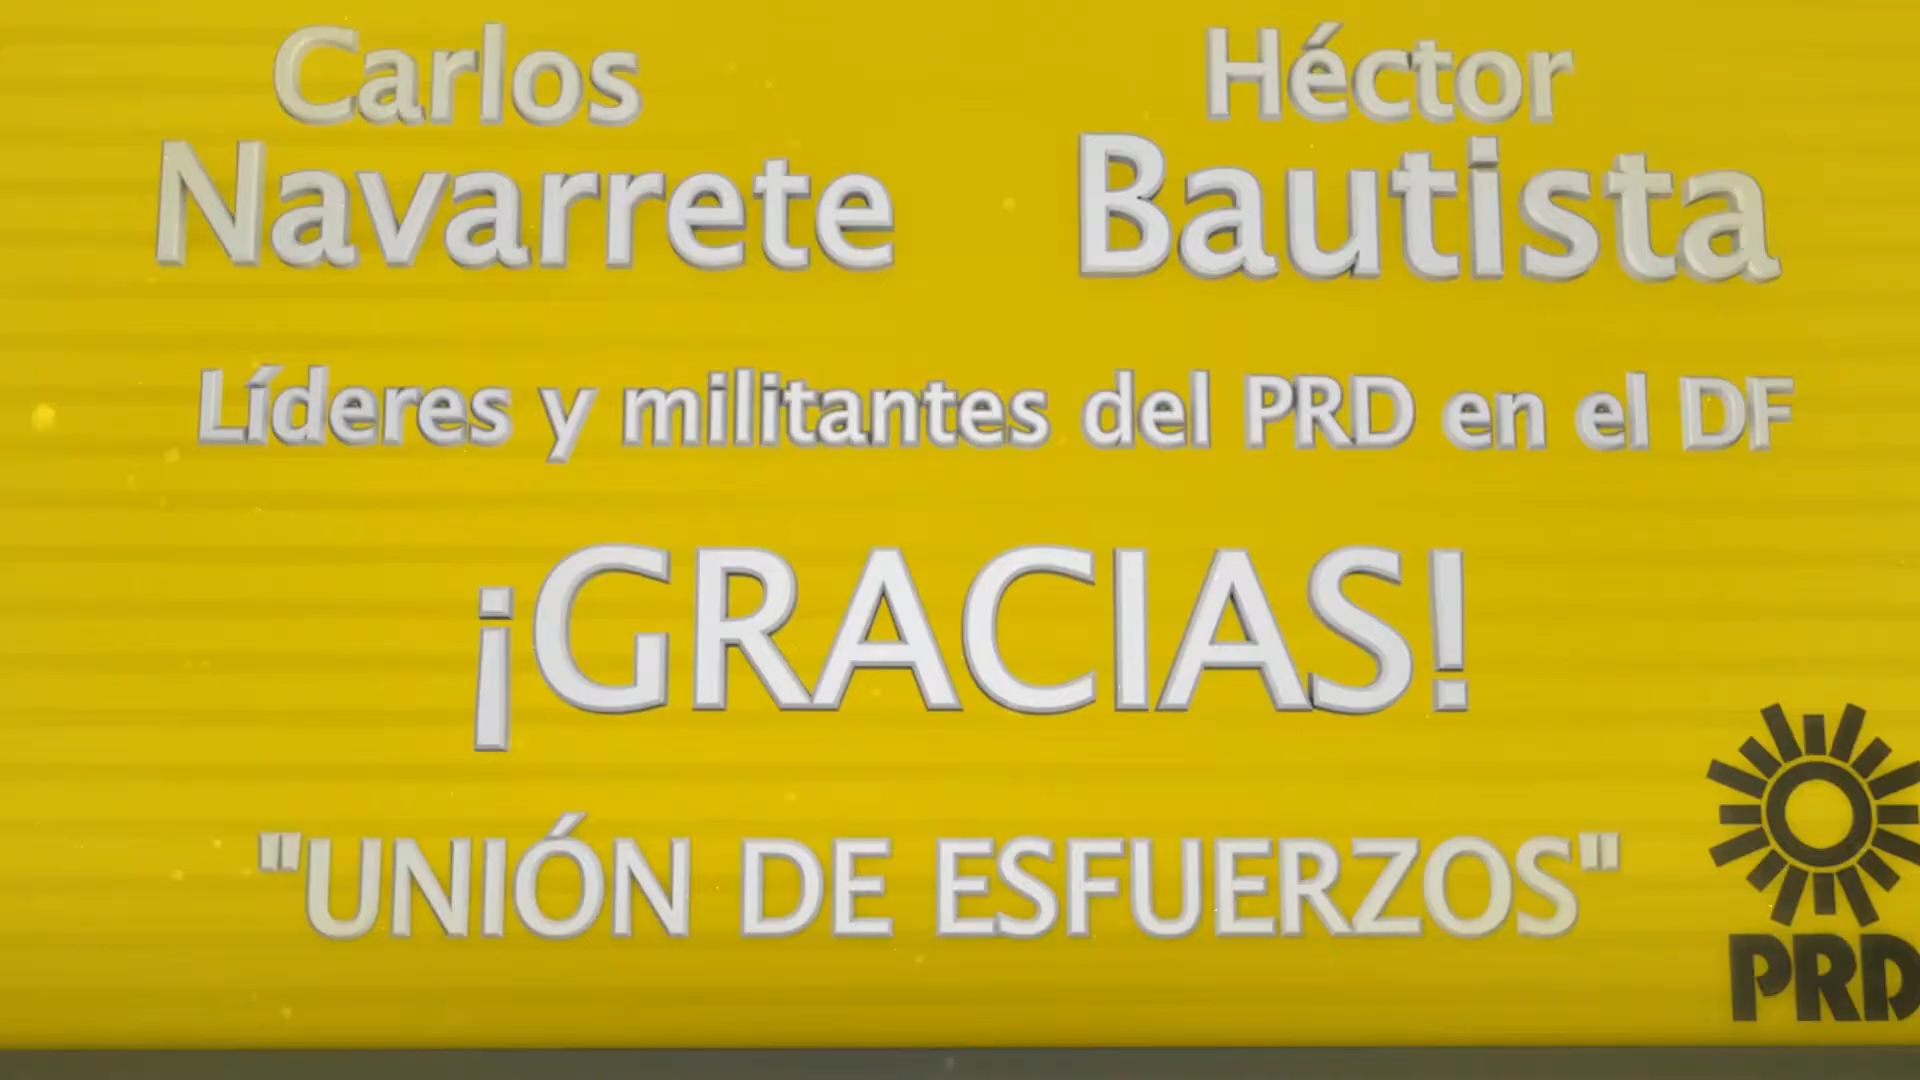 Carlos Navarrete
Héctor Bautista
Líderes y militantes del PRD en el DF
¡GRACIAS!
"UNIÓN DE ESFUERZOS"
PRD